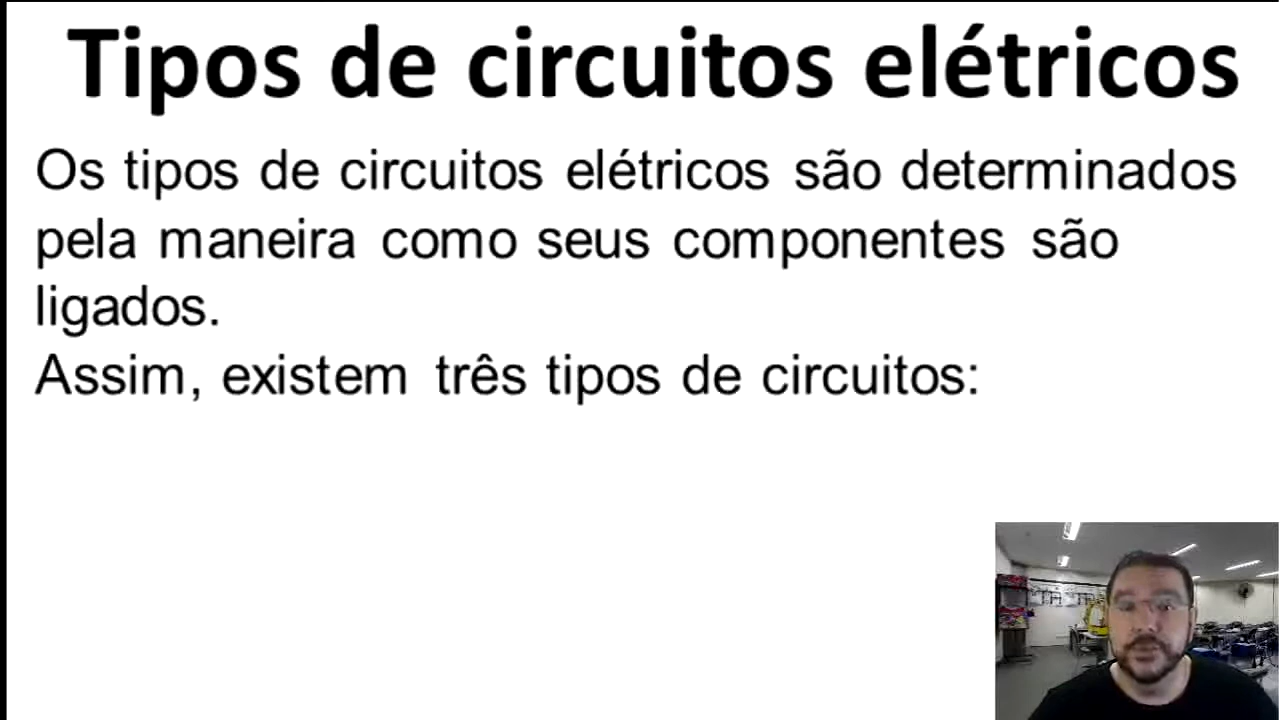 Tipos de circuitos elétricos
Os tipos de circuitos elétricos são determinados
pela maneira como seus componentes são
ligados.
Assim, existem três tipos de circuitos: